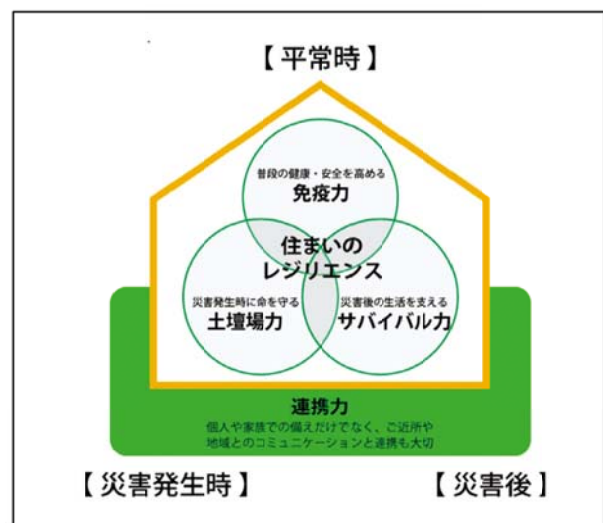 【 平常時 】
普段の健康・安全を高める
免疫力
住まいの
レジリエンス
災害発生時に命を守る
土壇場力
災害後の生活を支える
サバイバル力
連携力
個人や家族での備えだけでなく、ご近所や
地域とのコミュニケーションと連携も大切
【 災害発生時 】
【 災害後 】